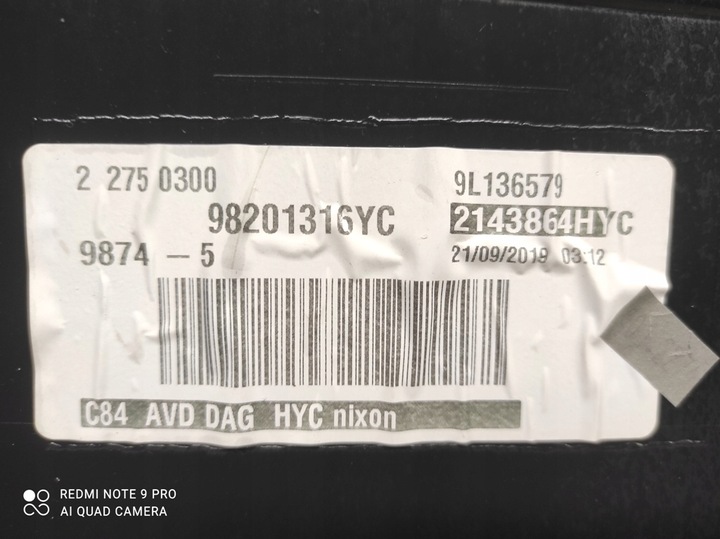 2 275 0300
9L136579
98201316YC
2143864HYC
9874 - 5
21/09/2019 03:12
C84 AVD DAG HYC nixon
REDMI NOTE 9 PRO
AI QUAD CAMERA